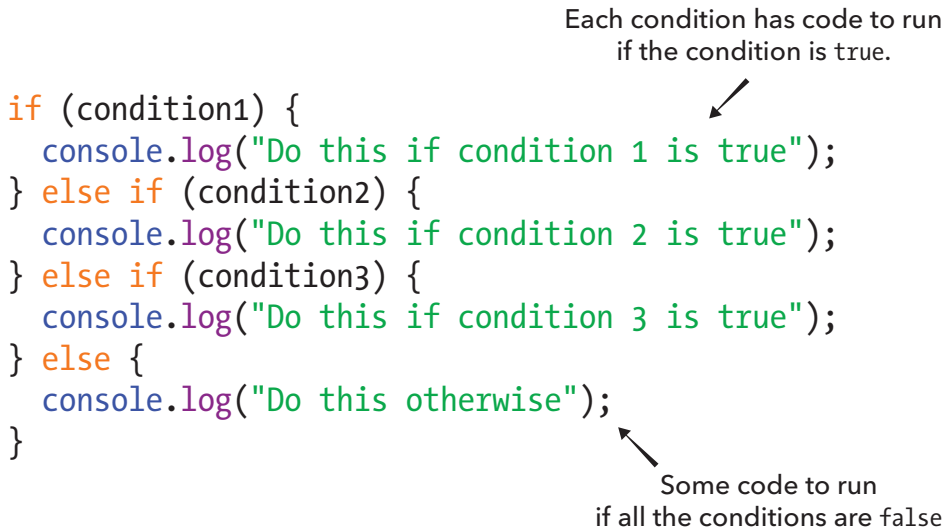 Each condition has code to run
if the condition is true.
if (condition1) {
  console.log("Do this if condition 1 is true");
} else if (condition2) {
  console.log("Do this if condition 2 is true");
} else if (condition3) {
  console.log("Do this if condition 3 is true");
} else {
  console.log("Do this otherwise");
}
Some code to run
if all the conditions are false